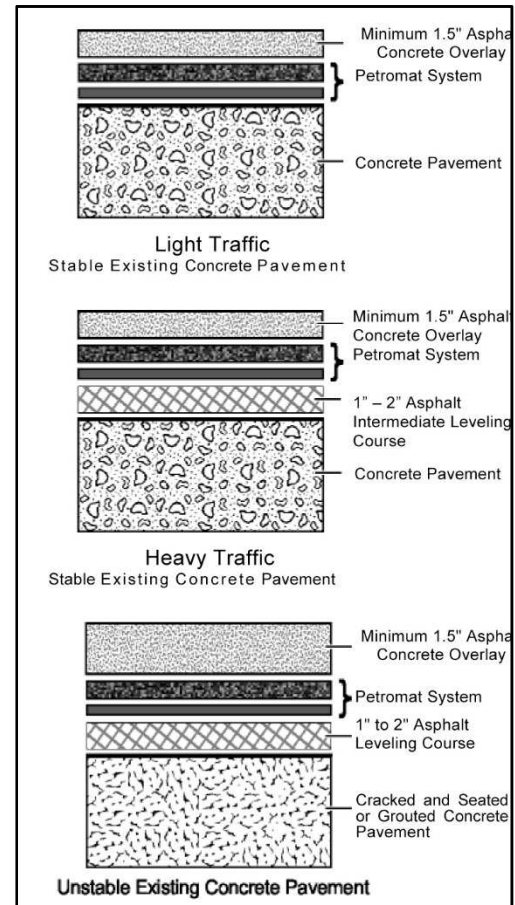 Minimum 1.5" Aspha
Concrete Overlay
Petromat System
Concrete Pavement
Light Traffic
Stable Existing Concrete Pavement
Minimum 1.5" Asphalt
Concrete Overlay
Petromat System
1" – 2" Asphalt
Intermediate Leveling
Course
Concrete Pavement
Heavy Traffic
Stable Existing Concrete Pavement
Minimum 1.5" Aspha
Concrete Overlay
Petromat System
1" to 2" Asphalt
Leveling Course
Cracked and Seated
or Grouted Concrete
Pavement
Unstable Existing Concrete Pavement